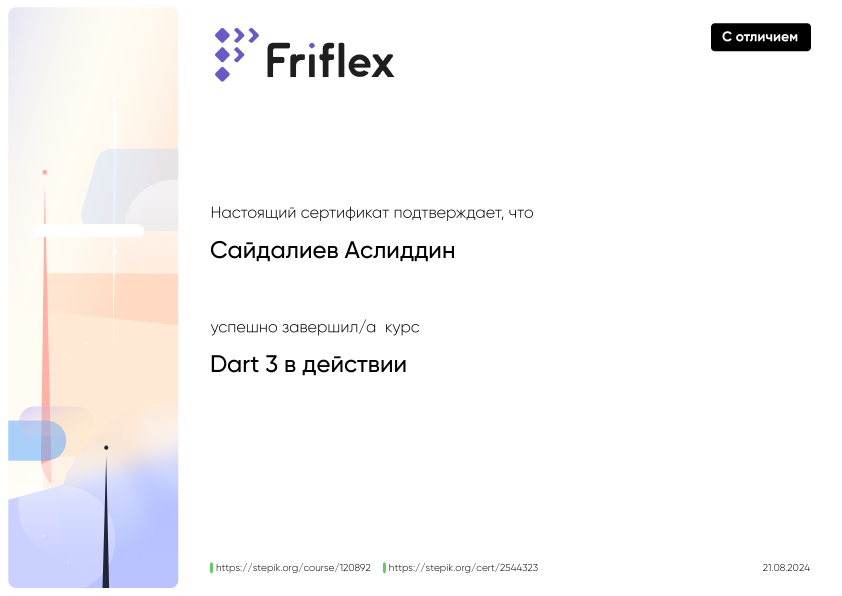 Friflex
С отличием
Настоящий сертификат подтверждает, что
Сайдалиев Аслиддин
успешно завершил/а курс
Dart 3 в действии
https://stepik.org/course/120892 https://stepik.org/cert/2544323 21.08.2024